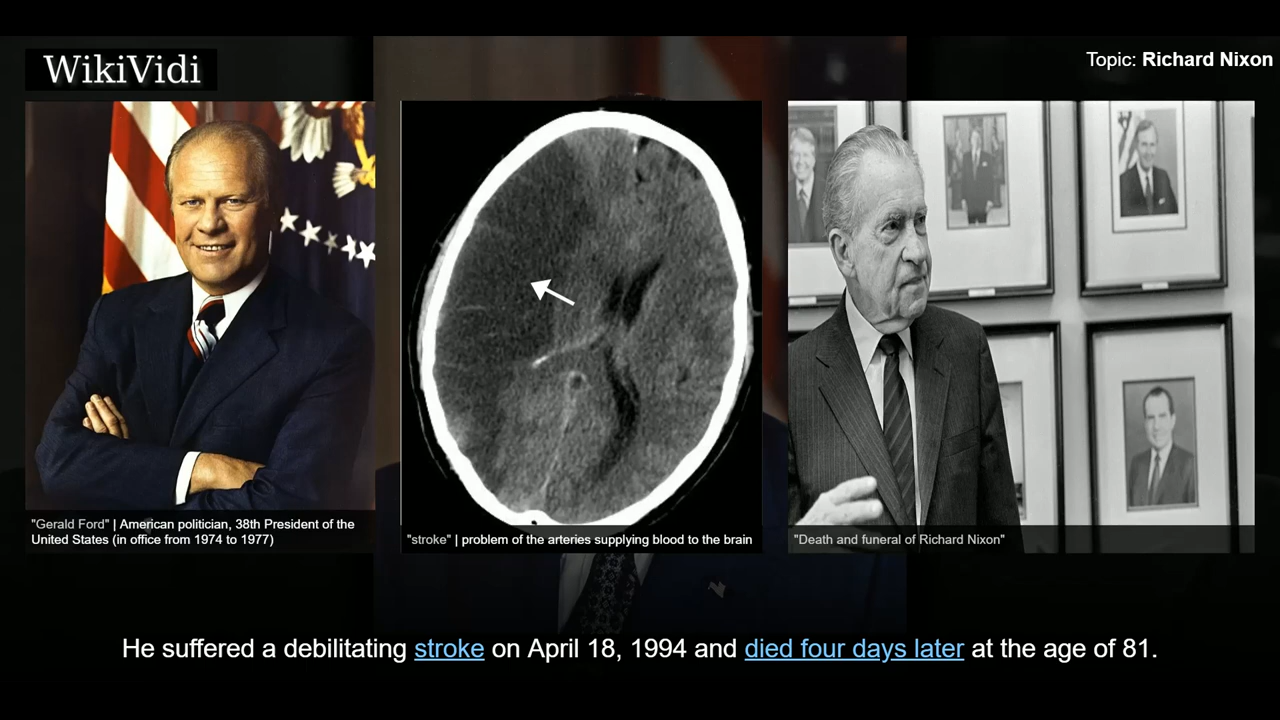 WikiVidi
Topic: Richard Nixon
"Gerald Ford" | American politician, 38th President of the
United States (in office from 1974 to 1977)
"stroke" | problem of the arteries supplying blood to the brain
"Death and funeral of Richard Nixon"
He suffered a debilitating stroke on April 18, 1994 and died four days later at the age of 81.